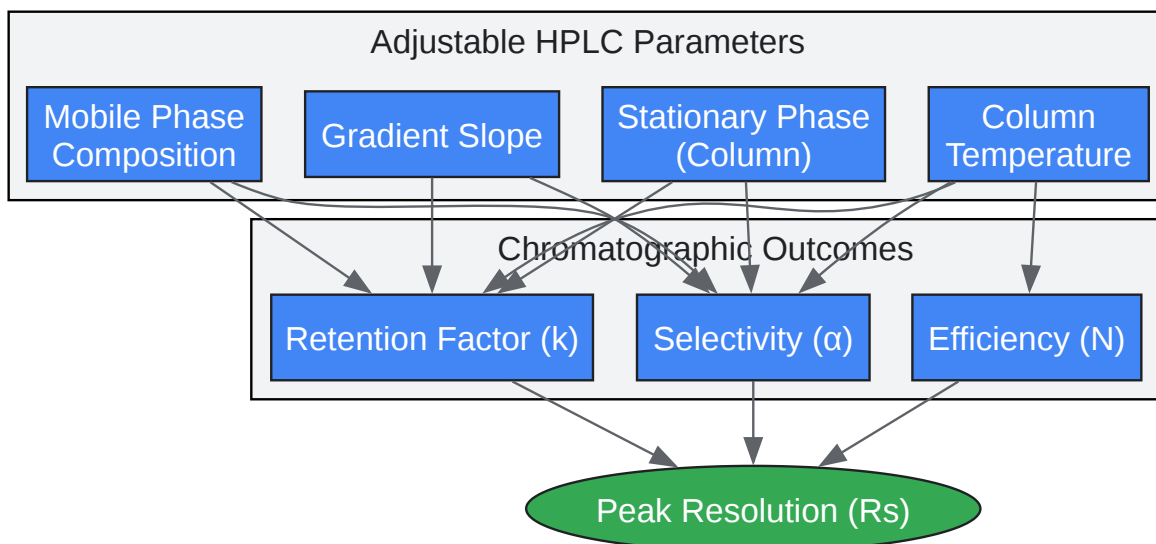 Adjustable HPLC Parameters
Mobile Phase
Composition
Gradient Slope
Stationary Phase
(Column)
Column
Temperature
Chromatographic Outcomes
Retention Factor (k)
Selectivity (α)
Efficiency (N)
Peak Resolution (Rs)